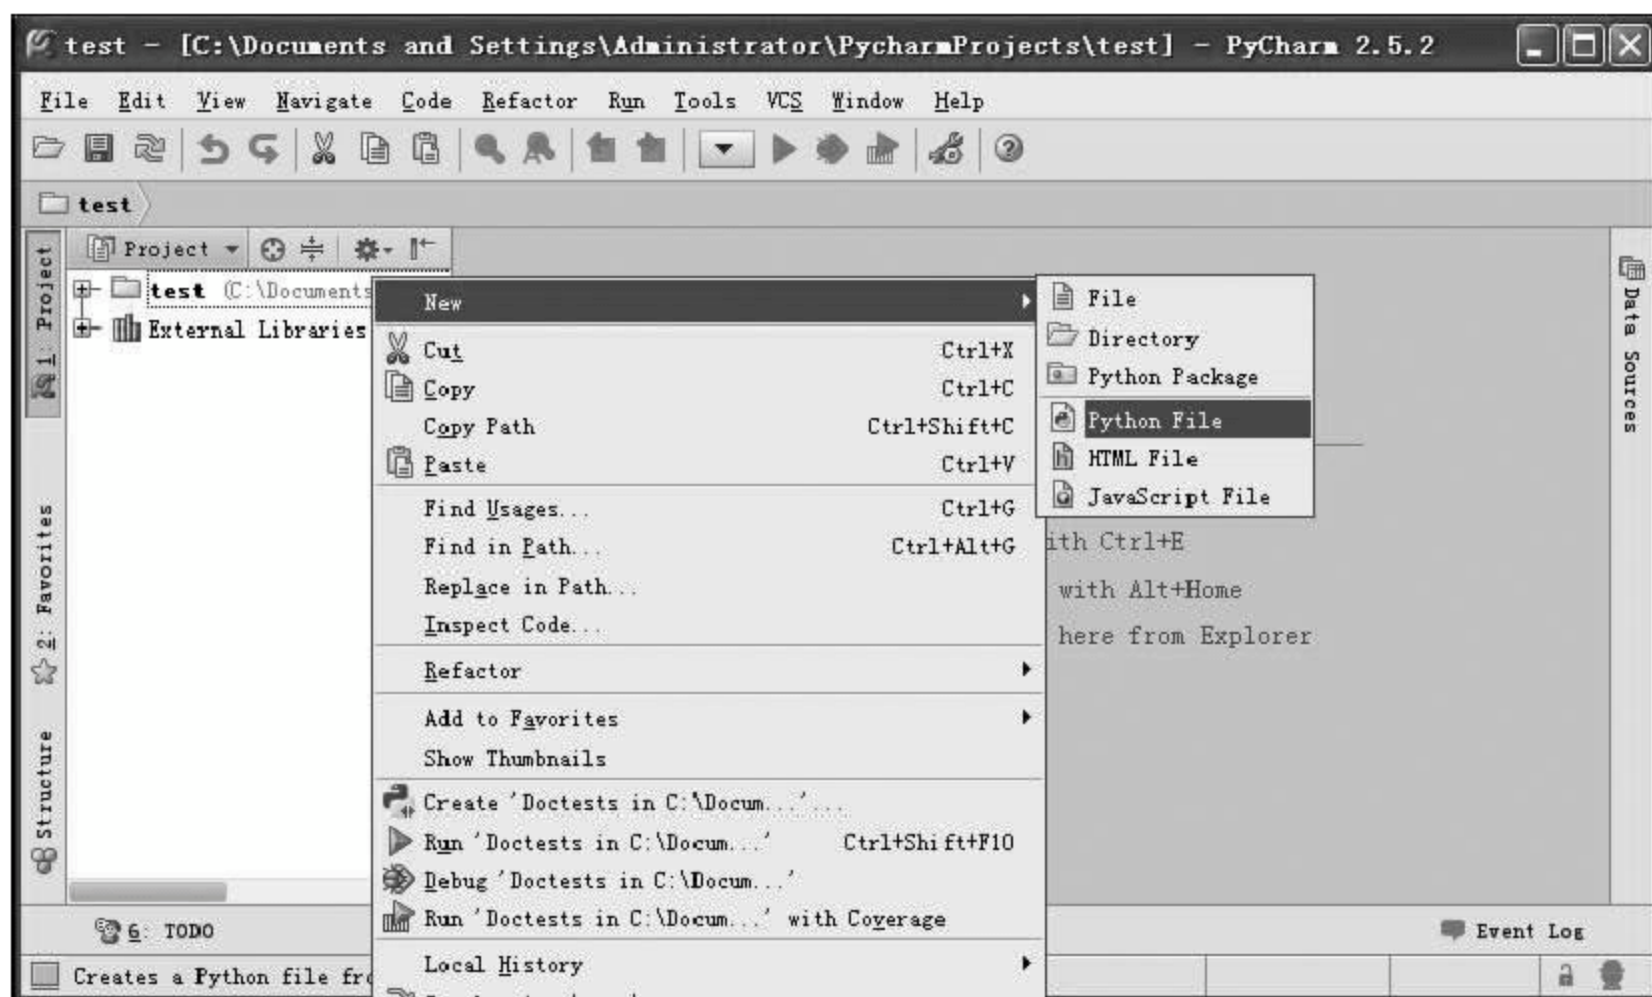 test - [C:\Documents and Settings\Administrator\PycharmProjects\test] - PyCharm 2.5.2
File Edit View Navigate Code Refactor Run Tools VCS Window Help
test
Project
1: Project
2: Favorites
Structure
test (C:\Documents
External Libraries
New
Cut Ctrl+X
Copy Ctrl+C
Copy Path Ctrl+Shift+C
Paste Ctrl+V
Find Usages... Ctrl+G
Find in Path... Ctrl+Alt+G
Replace in Path...
Inspect Code...
Refactor
Add to Favorites
Show Thumbnails
Create 'Doctests in C:\Docum...'...
Run 'Doctests in C:\Docum...' Ctrl+Shift+F10
Debug 'Doctests in C:\Docum...'
Run 'Doctests in C:\Docum...' with Coverage
Local History
File
Directory
Python Package
Python File
HTML File
JavaScript File
ith Ctrl+E
with Alt+Home
here from Explorer
Data Sources
6: TODO
Event Log
Creates a Python file fro